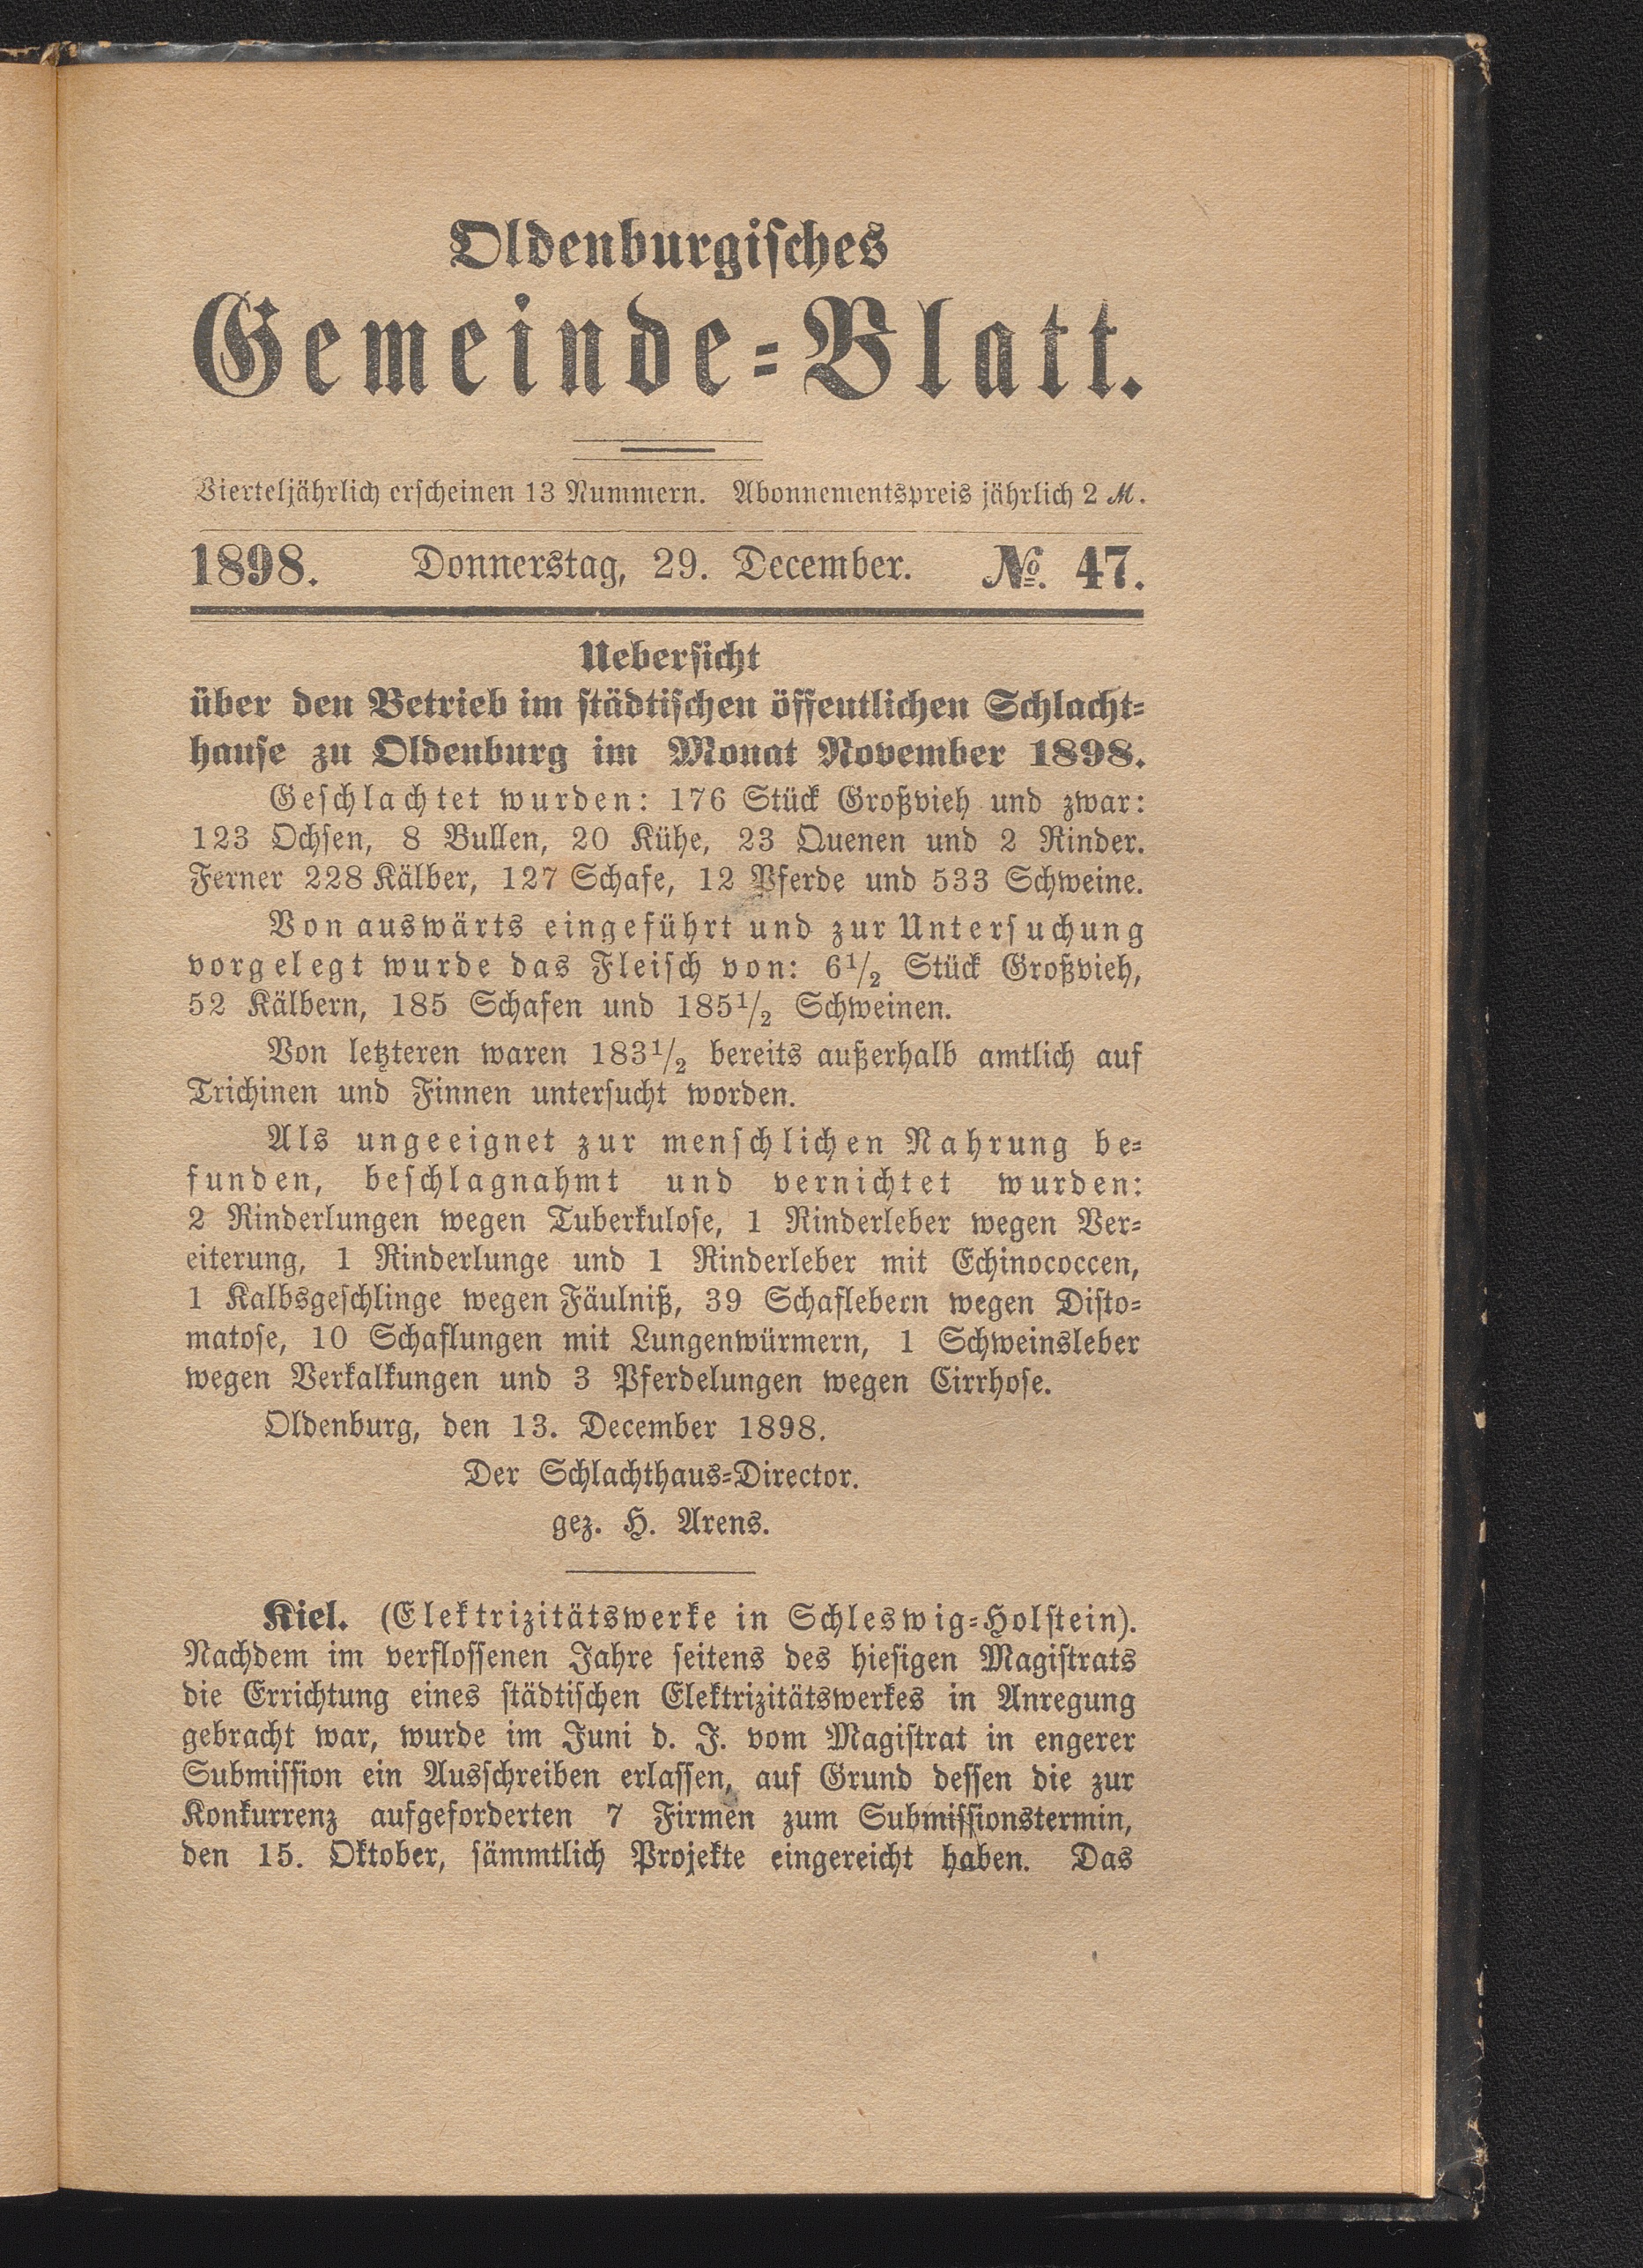 Oldenburgisches
Gemeinde-Blatt.
Vierteljährlich erscheinen 13 Nummern. Abonnementspreis jährlich 2 M.
1898. Donnerstag, 29. December. No. 47.
Uebersicht
über den Betrieb im städtischen öffentlichen Schlacht-
hause zu Oldenburg im Monat November 1898.
Geschlachtet wurden: 176 Stück Großvieh und zwar:
123 Ochsen, 8 Bullen, 20 Kühe, 23 Quenen und 2 Rinder.
Ferner 228 Kälber, 127 Schafe, 12 Pferde und 533 Schweine.
Von auswärts eingeführt und zur Untersuchung
vorgelegt wurde das Fleisch von: 6 1/2 Stück Großvieh,
52 Kälbern, 185 Schafen und 185 1/2 Schweinen.
Von letzteren waren 183 1/2 bereits außerhalb amtlich auf
Trichinen und Finnen untersucht worden.
Als ungeeignet zur menschlichen Nahrung be-
funden, beschlagnahmt und vernichtet wurden:
2 Rinderlungen wegen Tuberkulose, 1 Rinderleber wegen Ver-
eiterung, 1 Rinderlunge und 1 Rinderleber mit Echinococcen,
1 Kalbsgeschlinge wegen Fäulniß, 39 Schaflebern wegen Disto-
matose, 10 Schaflungen mit Lungenwürmern, 1 Schweinsleber
wegen Verkalkungen und 3 Pferdelungen wegen Cirrhose.
Oldenburg, den 13. December 1898.
Der Schlachthaus-Director.
gez. H. Arens.
Kiel. (Elektrizitätswerke in Schleswig-Holstein).
Nachdem im verflossenen Jahre seitens des hiesigen Magistrats
die Errichtung eines städtischen Elektrizitätswerkes in Anregung
gebracht war, wurde im Juni d. J. vom Magistrat in engerer
Submission ein Ausschreiben erlassen, auf Grund dessen die zur
Konkurrenz aufgeforderten 7 Firmen zum Submissionstermin,
den 15. Oktober, sämmtlich Projekte eingereicht haben. Das